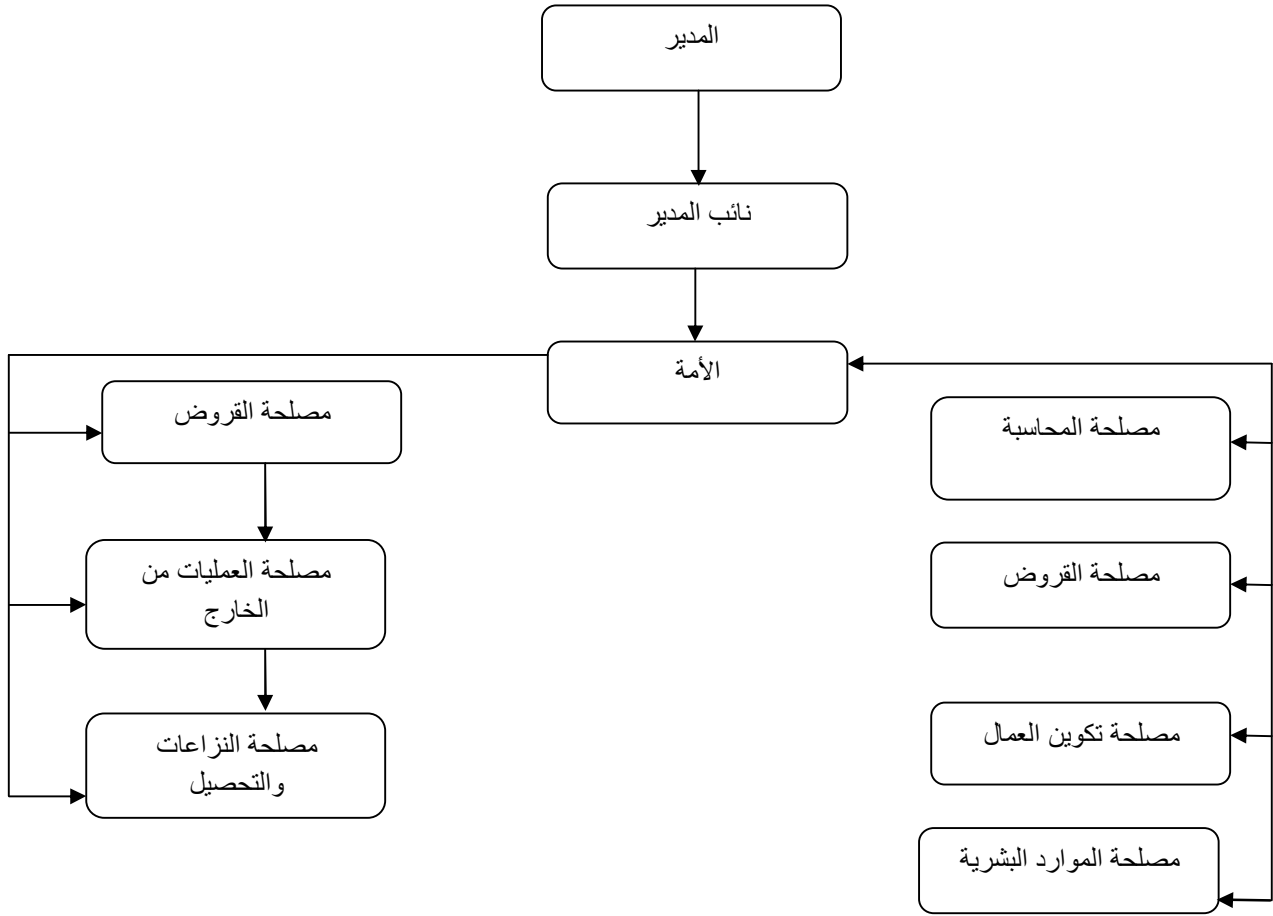 المدير
نائب المدير
الأمة
مصلحة المحاسبة
مصلحة القروض
مصلحة تكوين العمال
مصلحة الموارد البشرية
مصلحة القروض
مصلحة العمليات من
الخارج
مصلحة النزاعات
والتحصيل